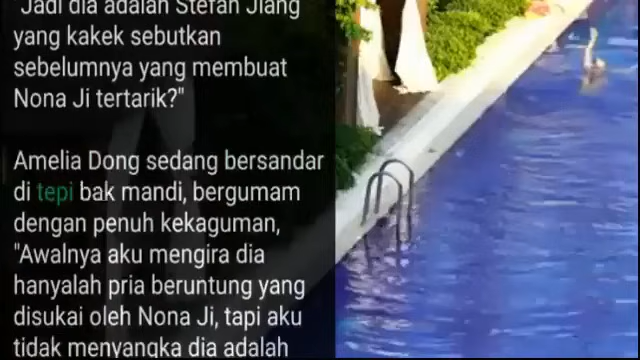 "Jadi dia adalah Stefan Jiang
yang kakek sebutkan
sebelumnya yang membuat
Nona Ji tertarik?"
Amelia Dong sedang bersandar
di tepi bak mandi, bergumam
dengan penuh kekaguman,
"Awalnya aku mengira dia
hanyalah pria beruntung yang
disukai oleh Nona Ji, tapi aku
tidak menyangka dia adalah